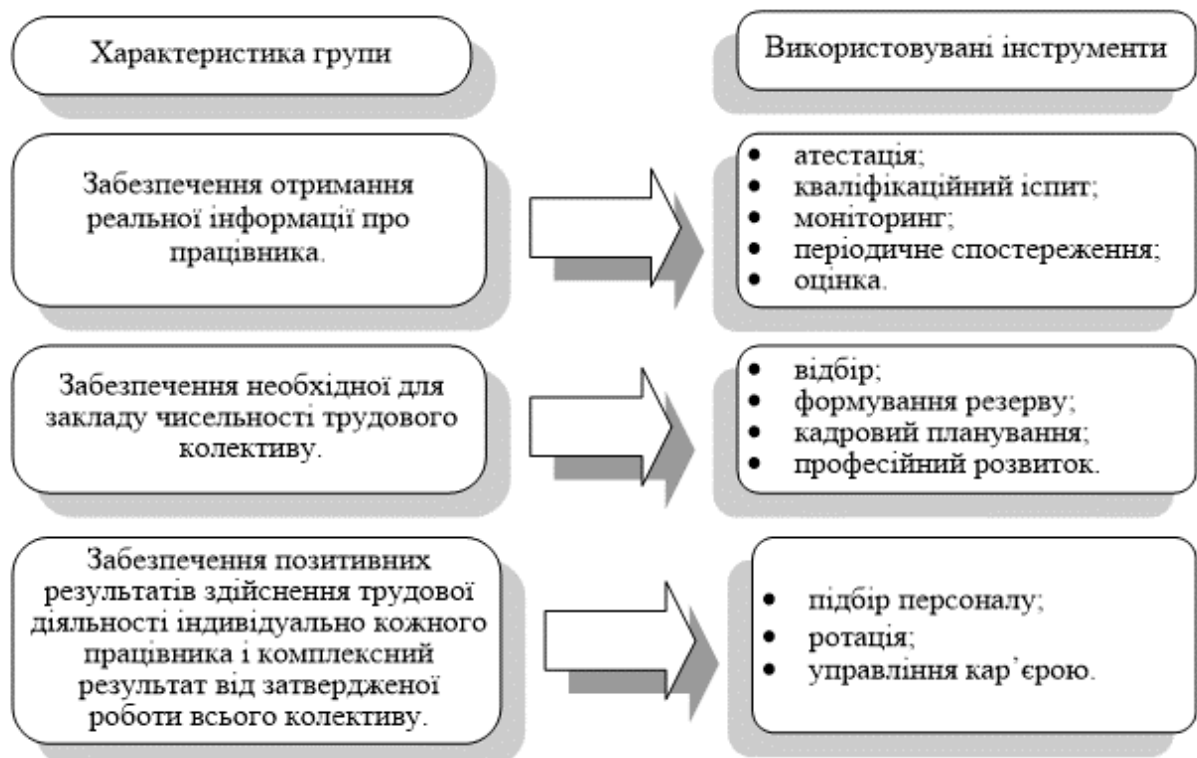 Характеристика групи
Використовувані інструменти
Забезпечення отримання
реальної інформації про
працівника.
• атестація;
• кваліфікаційний іспит;
• моніторинг;
• періодичне спостереження;
• оцінка.
Забезпечення необхідної для
закладу чисельності трудового
колективу.
• відбір;
• формування резерву;
• кадровий планування;
• професійний розвиток.
Забезпечення позитивних
результатів здійснення трудової
діяльності індивідуально кожного
працівника і комплексний
результат від затвердженої
роботи всього колективу.
• підбір персоналу;
• ротація;
• управління кар’єрою.